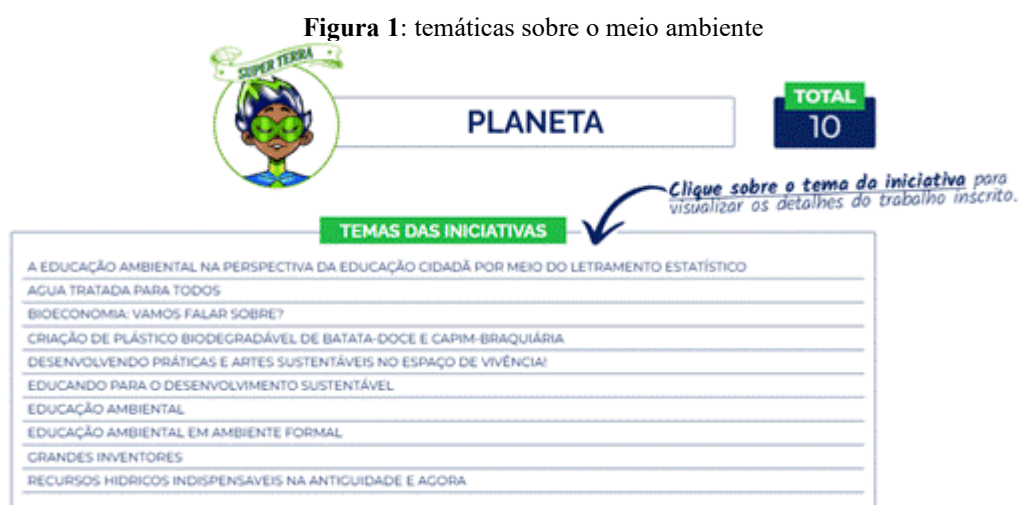 Figura 1: temáticas sobre o meio ambiente
SUPER TERRA
PLANETA
TOTAL
10
Clique sobre o tema da iniciativa para
visualizar os detalhes do trabalho inscrito.
TEMAS DAS INICIATIVAS
A EDUCAÇÃO AMBIENTAL NA PERSPECTIVA DA EDUCAÇÃO CIDADÃ POR MEIO DO LETRAMENTO ESTATÍSTICO
AGUA TRATADA PARA TODOS
BIOECONOMIA: VAMOS FALAR SOBRE?
CRIAÇÃO DE PLÁSTICO BIODEGRADÁVEL DE BATATA-DOCE E CAPIM-BRAQUIÁRIA
DESENVOLVENDO PRÁTICAS E ARTES SUSTENTÁVEIS NO ESPAÇO DE VIVÊNCIA!
EDUCANDO PARA O DESENVOLVIMENTO SUSTENTÁVEL
EDUCAÇÃO AMBIENTAL
EDUCAÇÃO AMBIENTAL EM AMBIENTE FORMAL
GRANDES INVENTORES
RECURSOS HIDRICOS INDISPENSAVEIS NA ANTIGUIDADE E AGORA